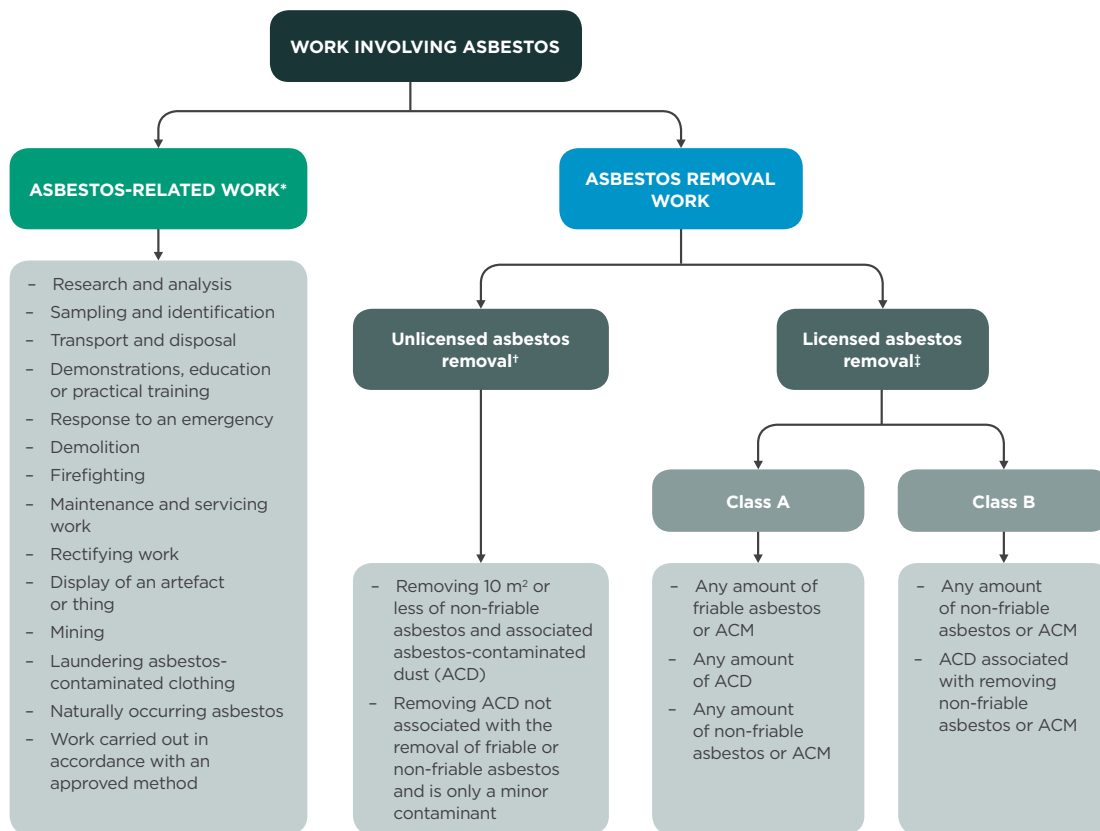 WORK INVOLVING ASBESTOS
ASBESTOS-RELATED WORK*
– Research and analysis
– Sampling and identification
– Transport and disposal
– Demonstrations, education
or practical training
– Response to an emergency
– Demolition
– Firefighting
– Maintenance and servicing
work
– Rectifying work
– Display of an artefact
or thing
– Mining
– Laundering asbestos-
contaminated clothing
– Naturally occurring asbestos
– Work carried out in
accordance with an
approved method
ASBESTOS REMOVAL
WORK
Unlicensed asbestos
removal†
– Removing 10 m² or
less of non-friable
asbestos and associated
asbestos-contaminated
dust (ACD)
– Removing ACD not
associated with the
removal of friable or
non-friable asbestos
and is only a minor
contaminant
Licensed asbestos
removal‡
Class A
– Any amount of
friable asbestos
or ACM
– Any amount
of ACD
– Any amount
of non-friable
asbestos or ACM
Class B
– Any amount
of non-friable
asbestos or ACM
– ACD associated
with removing
non-friable
asbestos or ACM